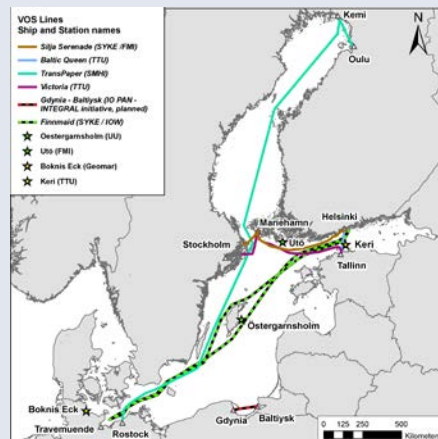 VOS Lines
Ship and Station names
Silja Serenade (SYKE /FMI)
Baltic Queen (TTU)
TransPaper (SMHI)
Victoria (TTU)
Gdynia - Baltiysk (IO PAN -
INTEGRAL initiative, planned)
Finnmaid (SYKE / IOW)
Oestergarnsholm (UU)
Utö (FMI)
Boknis Eck (Geomar)
Keri (TTU)
N
Kemi
Oulu
Mariehamn
Helsinki
Stockholm
Utö
Keri
Tallinn
Östergarnsholm
Boknis Eck
Travemuende
Rostock
Gdynia
Baltiysk
0 125 250 500
Kilometers